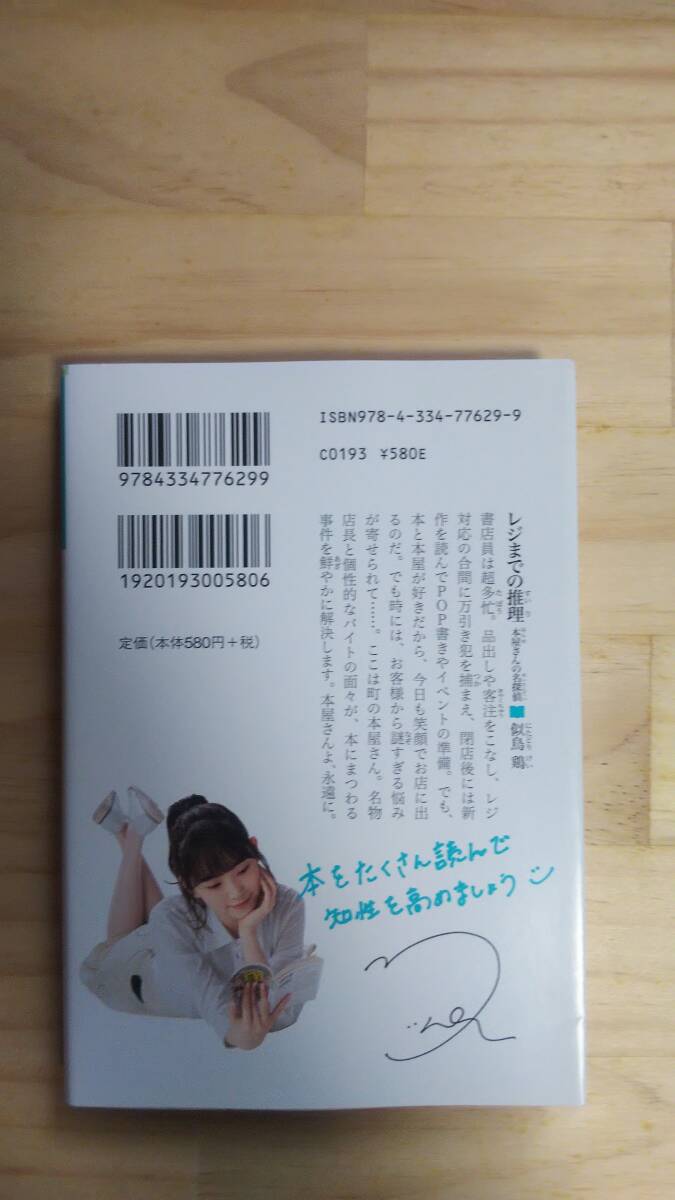 ISBN978-4-334-77629-9
C0193 ¥580E
9784334776299
1920193005806
定価(本体580円+税)
レジまでの推理 本屋さんの名探偵 似鳥 鶏
書店員は超多忙。品出しや客注をこなし、レジ
対応の合間に万引き犯を捕まえ、閉店後には新
作を読んでPOP書きやイベントの準備。でも、
本と本屋が好きだから、今日も笑顔でお店に出
るのだ。でも時には、お客様から謎すぎる悩み
が寄せられて……。ここは町の本屋さん。名物
店長と個性的なバイトの面々が、本にまつわる
事件を鮮やかに解決します。本屋さんよ、永遠に。
本をたくさん読んで
知性を高めましょう